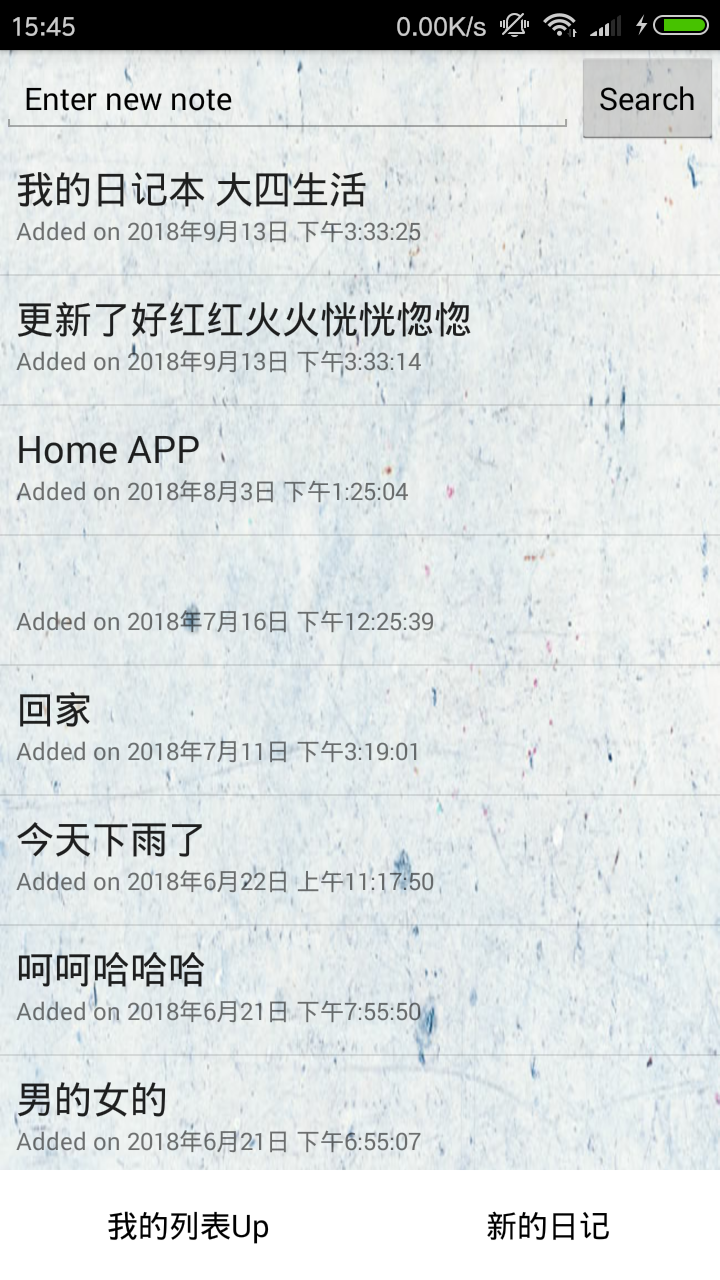 15:45 0.00K/s
Enter new note Search
我的日记本 大四生活
Added on 2018年9月13日 下午3:33:25
更新了好红红火火恍恍惚惚
Added on 2018年9月13日 下午3:33:14
Home APP
Added on 2018年8月3日 下午1:25:04
Added on 2018年7月16日 下午12:25:39
回家
Added on 2018年7月11日 下午3:19:01
今天下雨了
Added on 2018年6月22日 上午11:17:50
呵呵哈哈哈
Added on 2018年6月21日 下午7:55:50
男的女的
Added on 2018年6月21日 下午6:55:07
我的列表Up 新的日记